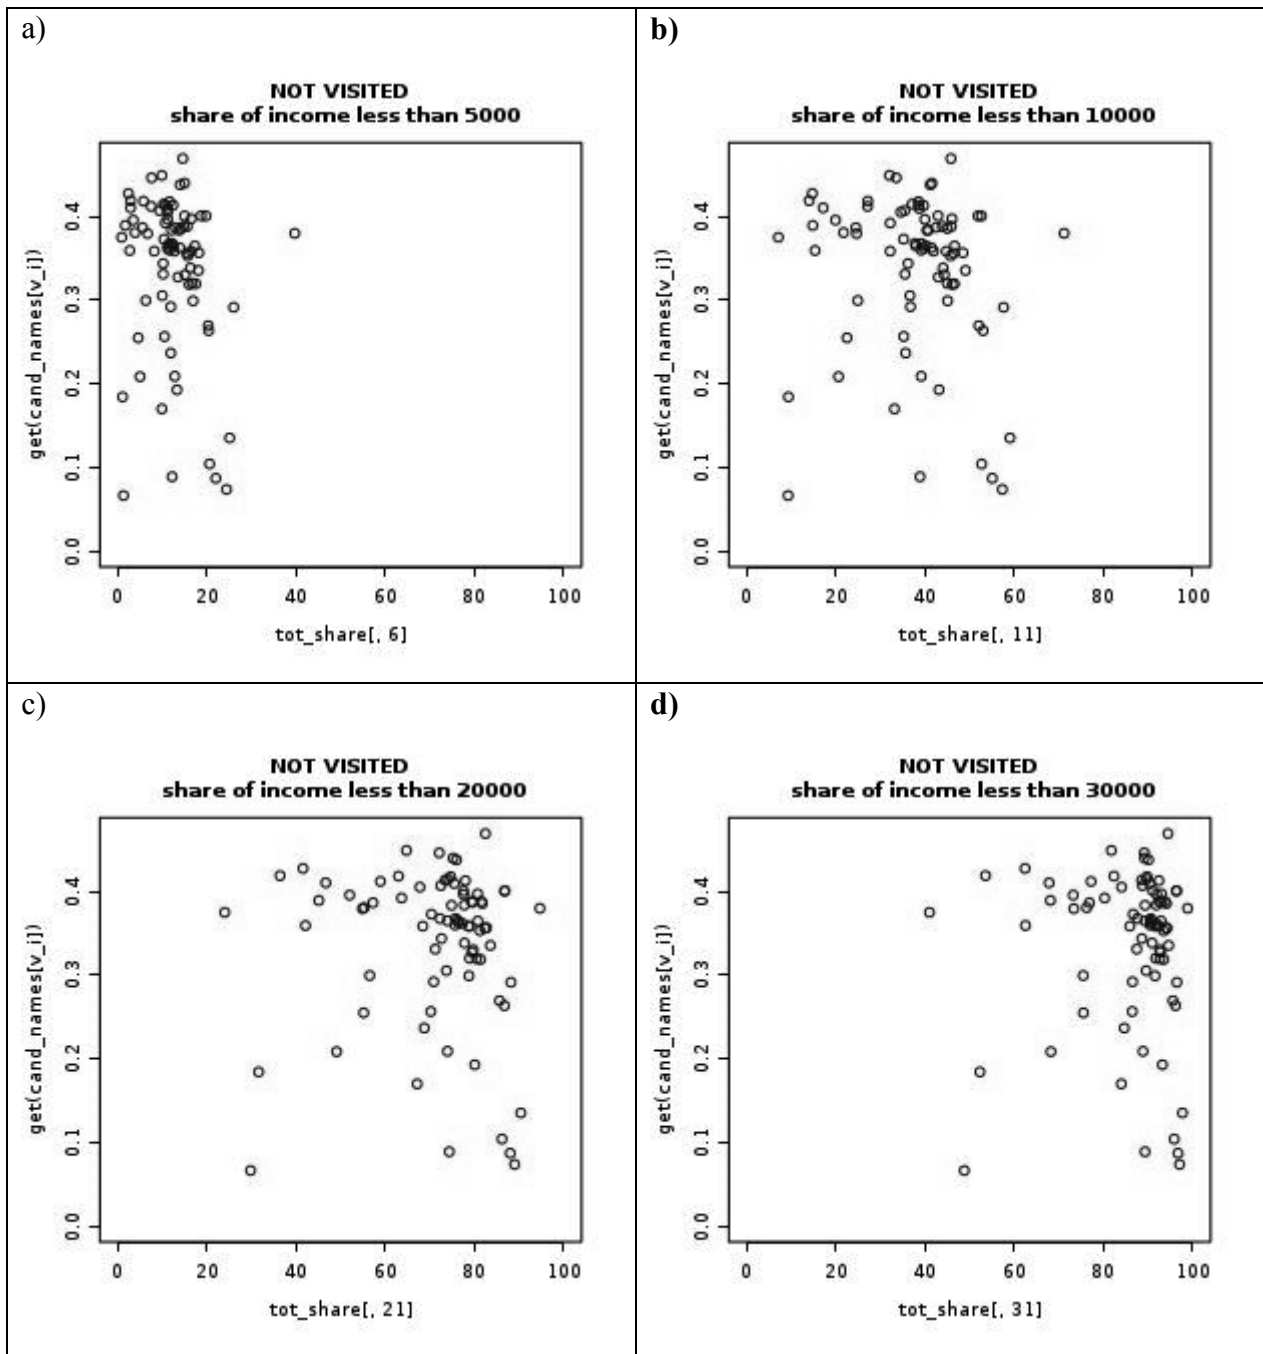 a)
NOT VISITED
share of income less than 5000
get(cand_names[v_i])
0.0 0.1 0.2 0.3 0.4
0 20 40 60 80 100
tot_share[, 6]
b)
NOT VISITED
share of income less than 10000
get(cand_names[v_i])
0.0 0.1 0.2 0.3 0.4
0 20 40 60 80 100
tot_share[, 11]
c)
NOT VISITED
share of income less than 20000
get(cand_names[v_i])
0.0 0.1 0.2 0.3 0.4
0 20 40 60 80 100
tot_share[, 21]
d)
NOT VISITED
share of income less than 30000
get(cand_names[v_i])
0.0 0.1 0.2 0.3 0.4
0 20 40 60 80 100
tot_share[, 31]